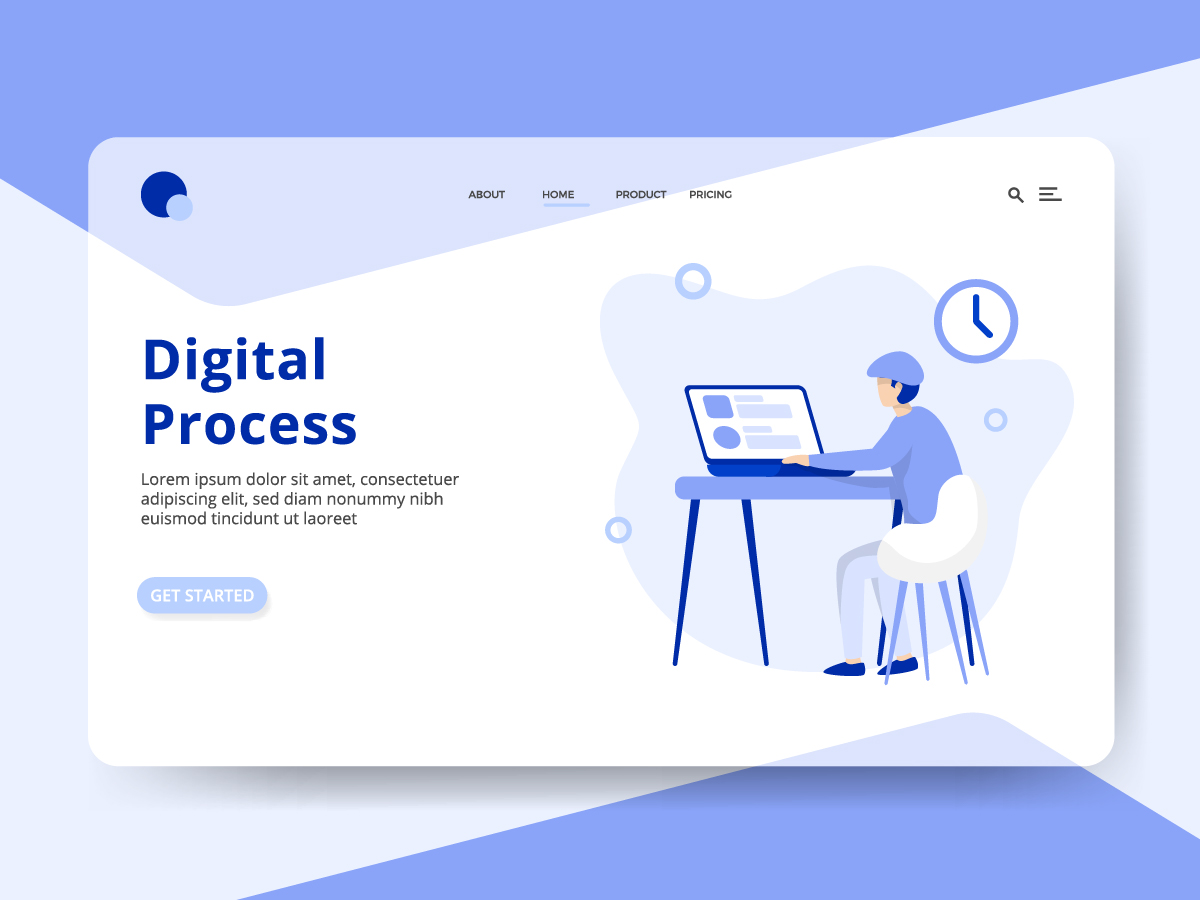 ABOUT HOME PRODUCT PRICING
Digital
Process
Lorem ipsum dolor sit amet, consectetuer
adipiscing elit, sed diam nonummy nibh
euismod tincidunt ut laoreet
GET STARTED